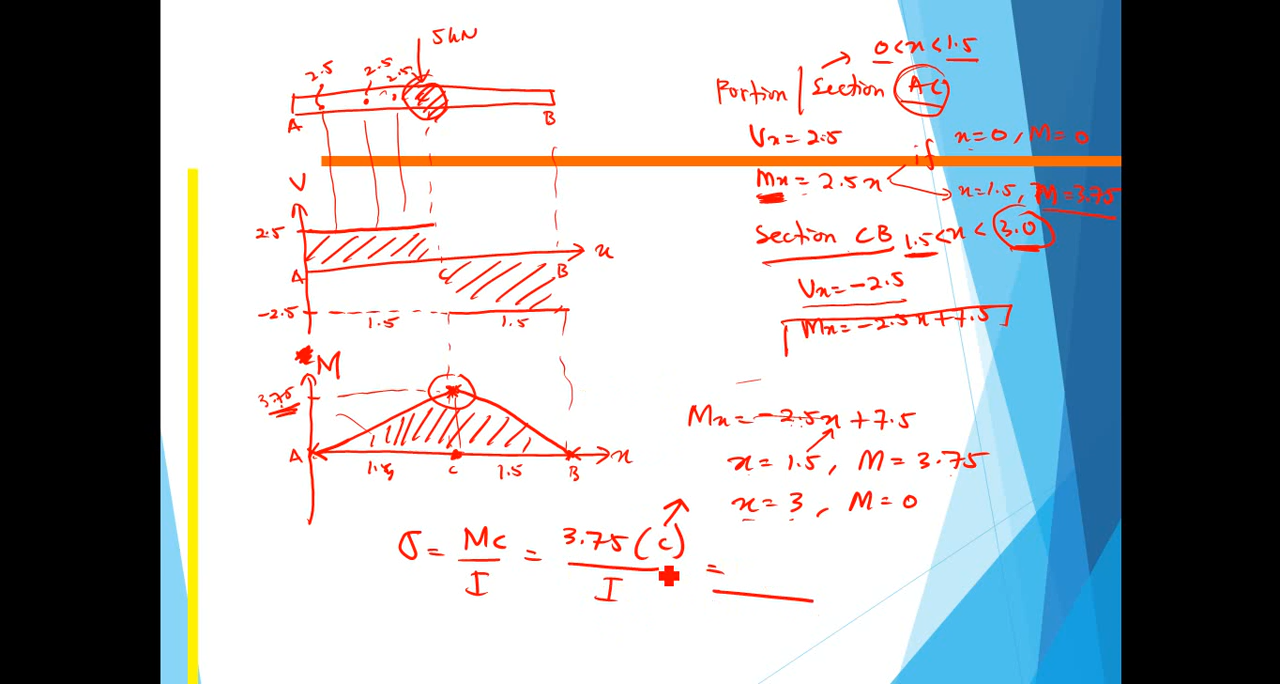 5kN
2.5 2.5 2.5
A B
V
2.5
A C B x
-2.5 1.5 1.5
M
3.75
A 1.5 C 1.5 B x
0<x<1.5
Portion | Section AC
Vx = 2.5
if x=0, M=0
Mx = 2.5x
x=1.5, M=3.75
Section CB 1.5<x<3.0
Vx = -2.5
Mx = -2.5x+7.5
Mx = -2.5x + 7.5
x = 1.5, M = 3.75
x = 3, M = 0
σ = Mc/I = 3.75(c)/I =